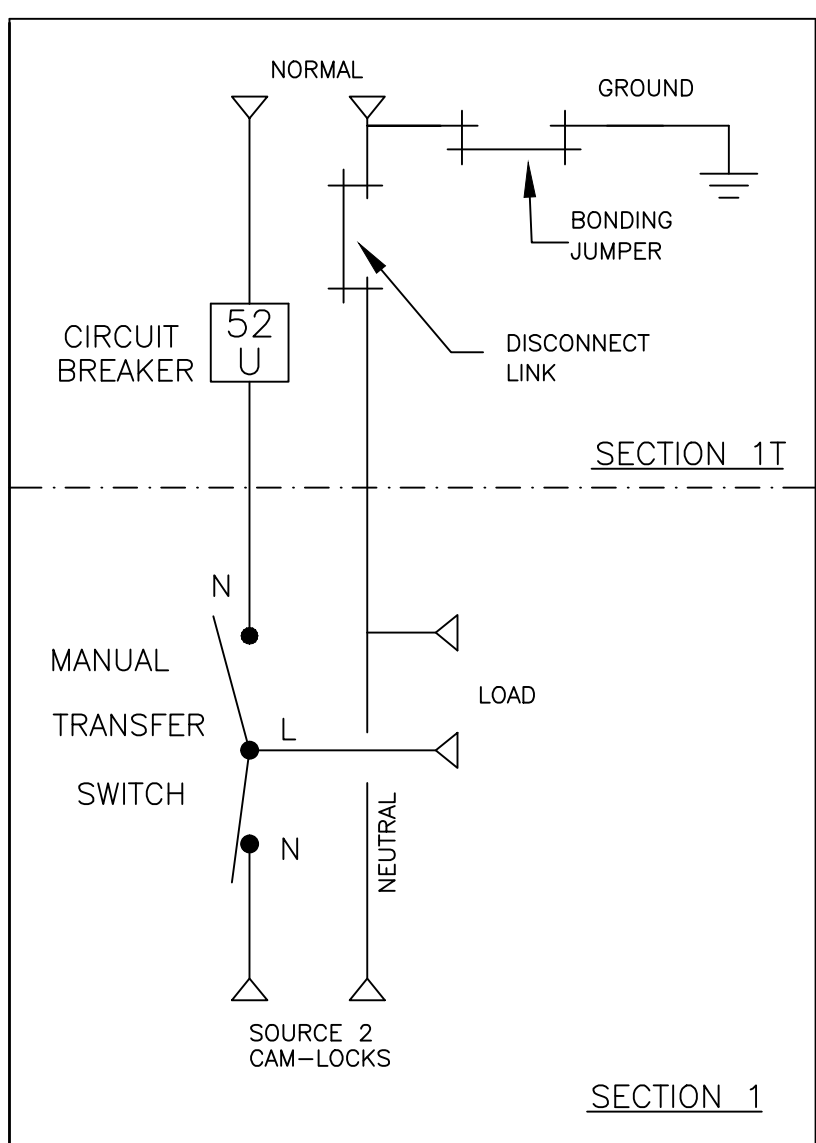 NORMAL
GROUND
BONDING
JUMPER
52
U
CIRCUIT
BREAKER
DISCONNECT
LINK
SECTION 1T
N
MANUAL
TRANSFER
SWITCH
L
LOAD
N
NEUTRAL
SOURCE 2
CAM-LOCKS
SECTION 1